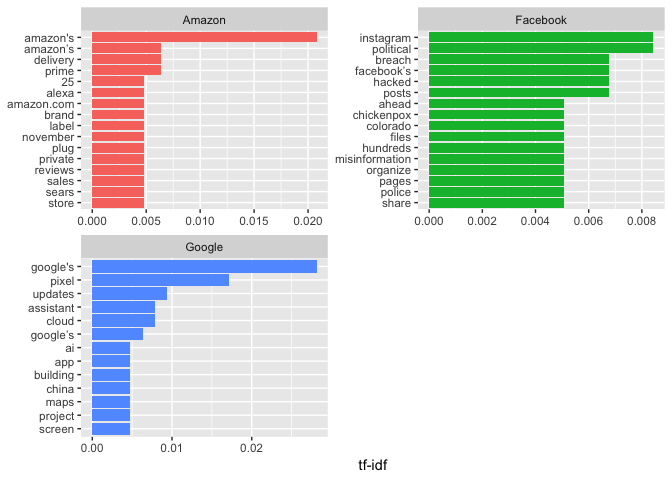 Amazon
amazon's
amazon’s
delivery
prime
25
alexa
amazon.com
brand
label
november
plug
private
reviews
sales
sears
store
0.000 0.005 0.010 0.015 0.020
Facebook
instagram
political
breach
facebook’s
hacked
posts
ahead
chickenpox
colorado
files
hundreds
misinformation
organize
pages
police
share
0.000 0.002 0.004 0.006 0.008
Google
google's
pixel
updates
assistant
cloud
google’s
ai
app
building
china
maps
project
screen
0.00 0.01 0.02
tf-idf